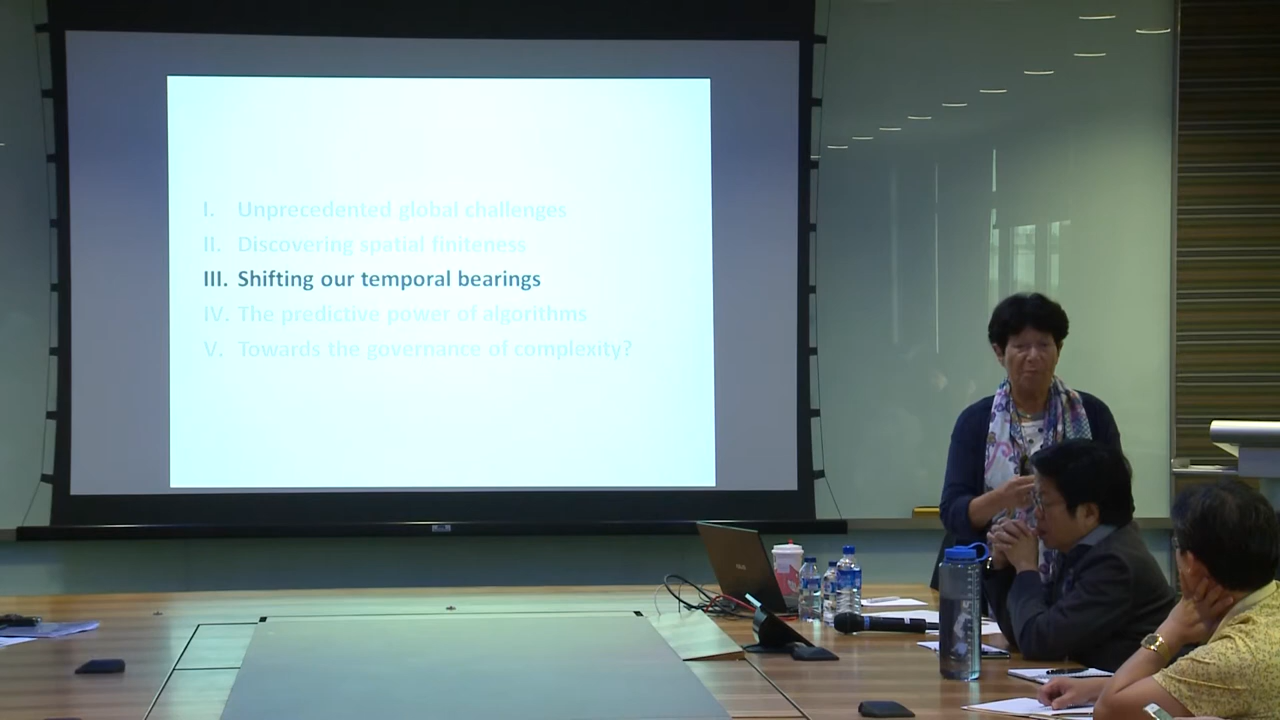 I. Unprecedented global challenges
II. Discovering spatial finiteness
III. Shifting our temporal bearings
IV. The predictive power of algorithms
V. Towards the governance of complexity?